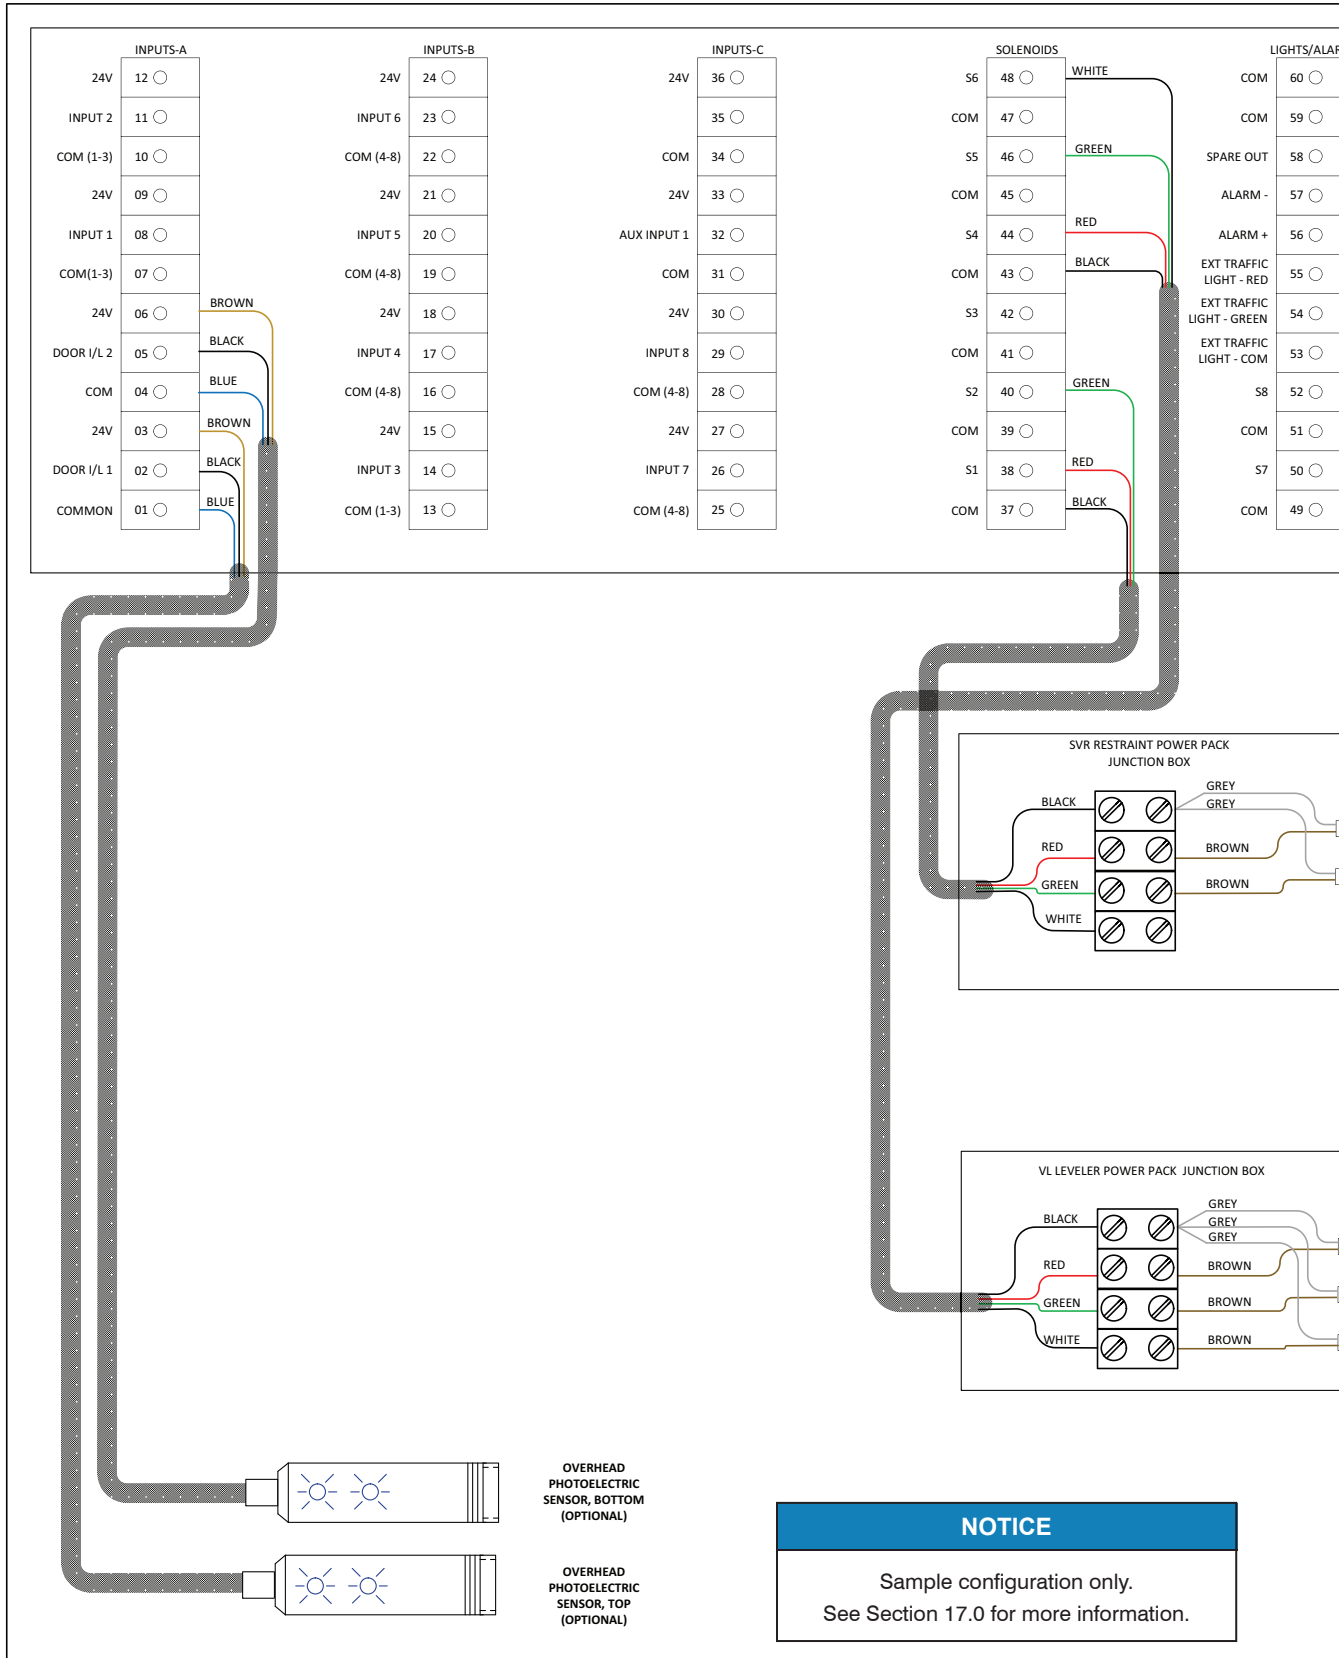 INPUTS-A
24V 12
INPUT 2 11
COM (1-3) 10
24V 09
INPUT 1 08
COM(1-3) 07
24V 06 BROWN
DOOR I/L 2 05 BLACK
COM 04 BLUE
24V 03 BROWN
DOOR I/L 1 02 BLACK
COMMON 01 BLUE
INPUTS-B
24V 24
INPUT 6 23
COM (4-8) 22
24V 21
INPUT 5 20
COM (4-8) 19
24V 18
INPUT 4 17
COM (4-8) 16
24V 15
INPUT 3 14
COM (1-3) 13
INPUTS-C
24V 36
35
COM 34
24V 33
AUX INPUT 1 32
COM 31
24V 30
INPUT 8 29
COM (4-8) 28
24V 27
INPUT 7 26
COM (4-8) 25
SOLENOIDS
S6 48 WHITE
COM 47
S5 46 GREEN
COM 45
S4 44 RED
COM 43 BLACK
S3 42
COM 41
S2 40 GREEN
COM 39
S1 38 RED
COM 37 BLACK
LIGHTS/ALAR
COM 60
COM 59
SPARE OUT 58
ALARM - 57
ALARM + 56
EXT TRAFFIC
LIGHT - RED 55
EXT TRAFFIC
LIGHT - GREEN 54
EXT TRAFFIC
LIGHT - COM 53
S8 52
COM 51
S7 50
COM 49
SVR RESTRAINT POWER PACK
JUNCTION BOX
BLACK
RED
GREEN
WHITE
GREY
GREY
BROWN
BROWN
VL LEVELER POWER PACK JUNCTION BOX
BLACK
RED
GREEN
WHITE
GREY
GREY
GREY
BROWN
BROWN
BROWN
OVERHEAD
PHOTOELECTRIC
SENSOR, BOTTOM
(OPTIONAL)
OVERHEAD
PHOTOELECTRIC
SENSOR, TOP
(OPTIONAL)
NOTICE
Sample configuration only.
See Section 17.0 for more information.